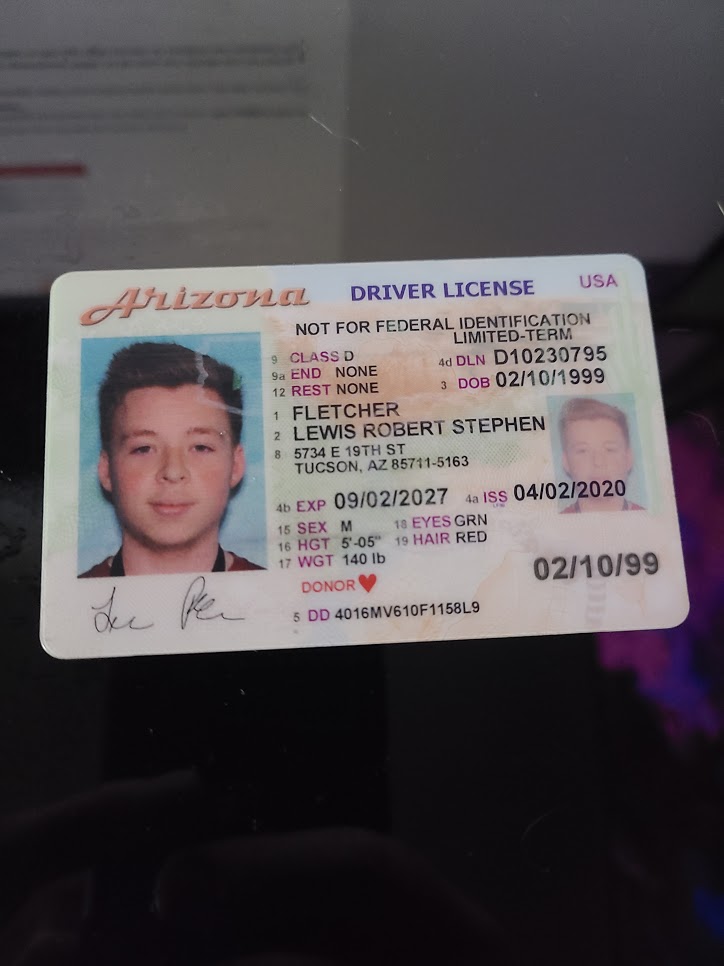 Arizona DRIVER LICENSE USA
NOT FOR FEDERAL IDENTIFICATION
LIMITED-TERM
9 CLASS D 4d DLN D10230795
9a END NONE
12 REST NONE 3 DOB 02/10/1999
1 FLETCHER
2 LEWIS ROBERT STEPHEN
8 5734 E 19TH ST
TUCSON, AZ 85711-5163
4b EXP 09/02/2027 4a ISS 04/02/2020
15 SEX M 18 EYES GRN
16 HGT 5'-05" 19 HAIR RED
17 WGT 140 lb
DONOR
02/10/99
5 DD 4016MV610F1158L9